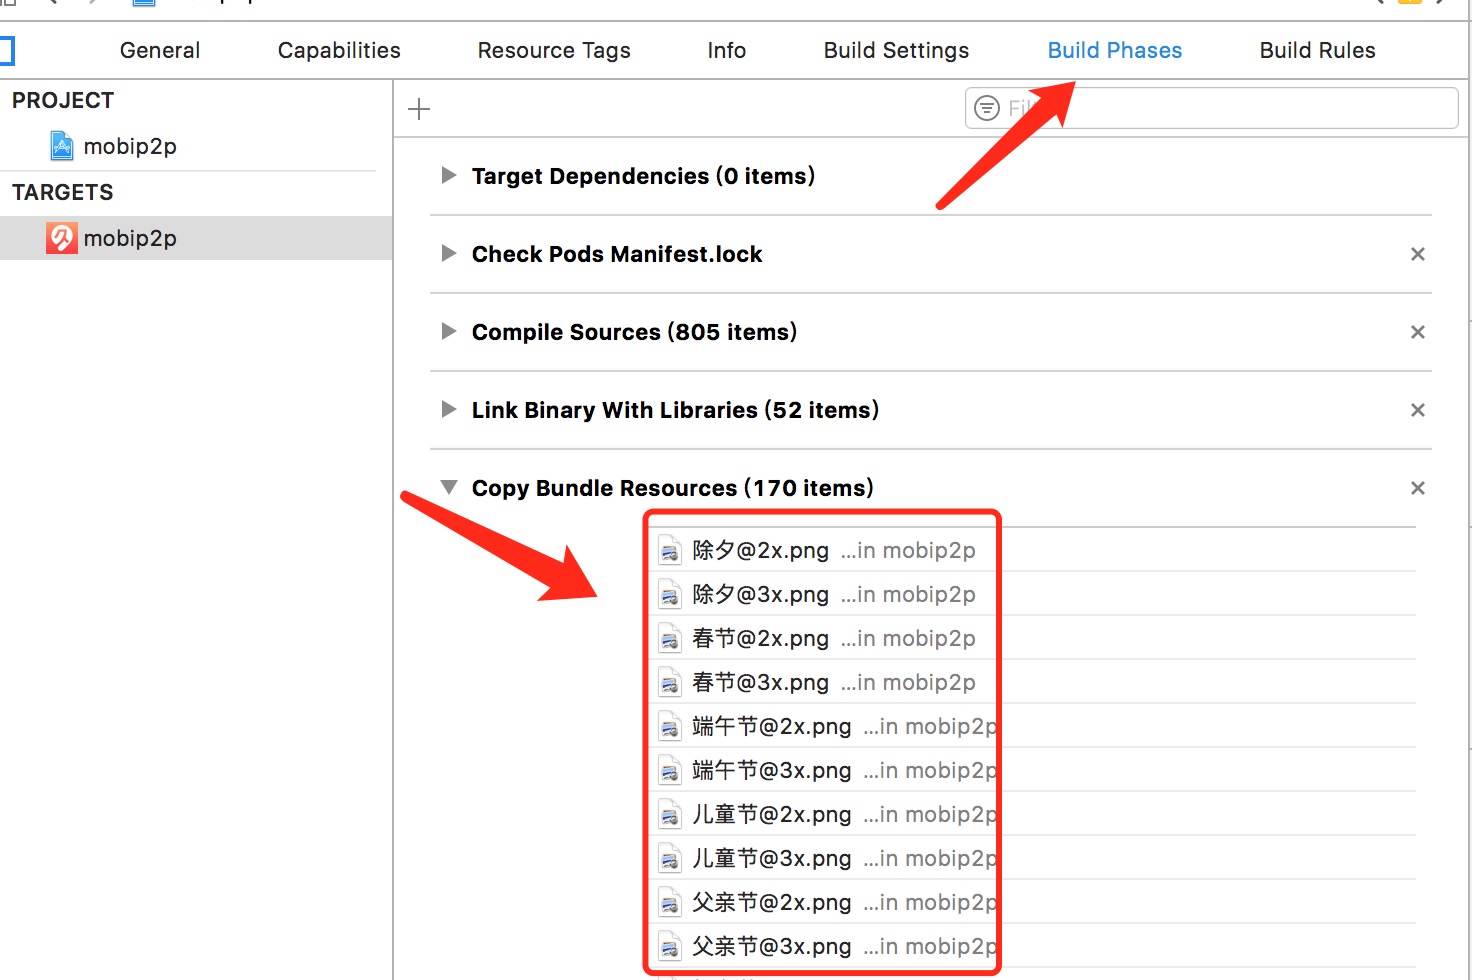 General Capabilities Resource Tags Info Build Settings Build Phases Build Rules
PROJECT
mobip2p
TARGETS
mobip2p
Target Dependencies (0 items)
Check Pods Manifest.lock
Compile Sources (805 items)
Link Binary With Libraries (52 items)
Copy Bundle Resources (170 items)
除夕@2x.png ...in mobip2p
除夕@3x.png ...in mobip2p
春节@2x.png ...in mobip2p
春节@3x.png ...in mobip2p
端午节@2x.png ...in mobip2p
端午节@3x.png ...in mobip2p
儿童节@2x.png ...in mobip2p
儿童节@3x.png ...in mobip2p
父亲节@2x.png ...in mobip2p
父亲节@3x.png ...in mobip2p